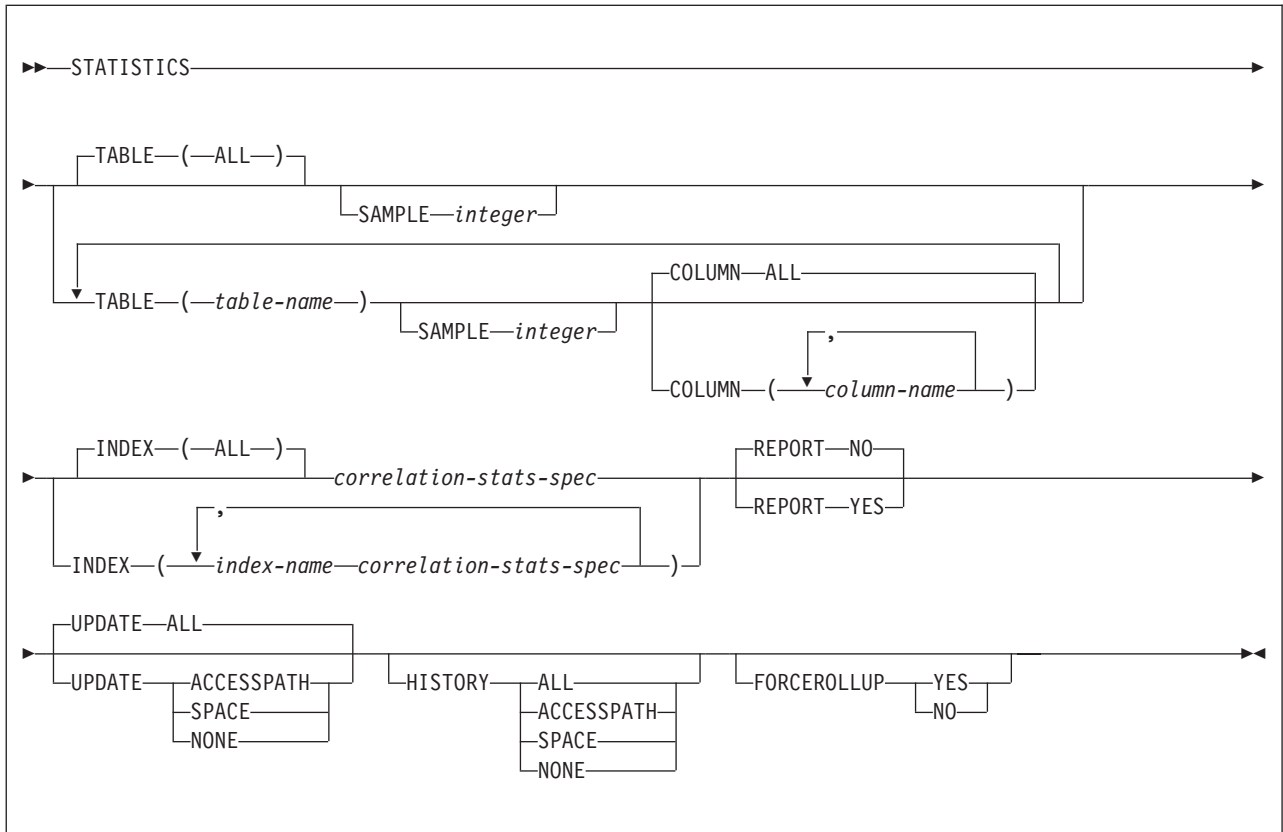 STATISTICS
TABLE ( ALL )
SAMPLE integer
TABLE ( table-name )
SAMPLE integer
COLUMN ALL
,
COLUMN ( column-name )
INDEX ( ALL )
correlation-stats-spec
,
INDEX ( index-name correlation-stats-spec )
REPORT NO
REPORT YES
UPDATE ALL
UPDATE ACCESSPATH
SPACE
NONE
HISTORY ALL
ACCESSPATH
SPACE
NONE
FORCEROLLUP YES
NO